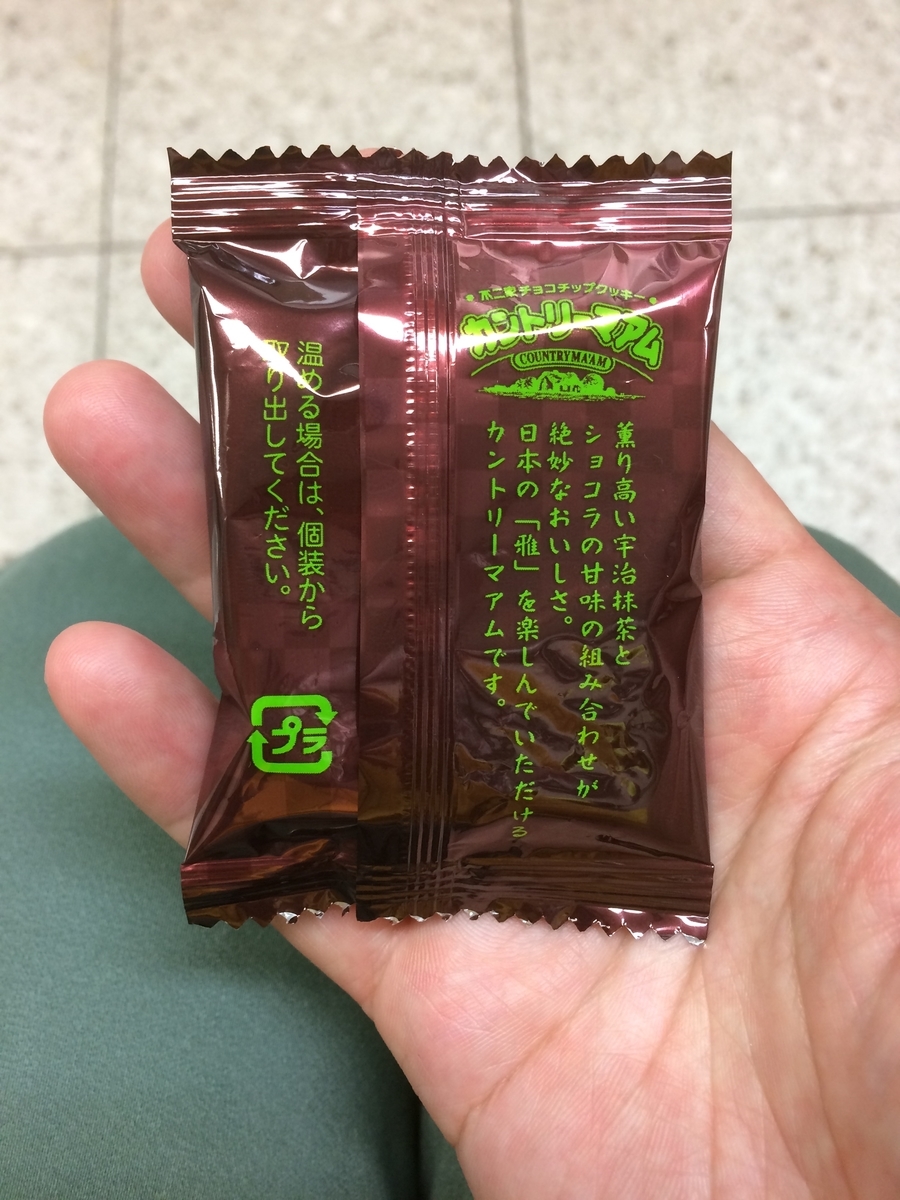 不二家チョコチップクッキー
カントリーマアム
COUNTRY MA'AM
薫り高い宇治抹茶と
ショコラの甘味の組み合わせが
絶妙なおいしさ。
日本の「雅」を楽しんでいただける
カントリーマアムです。
温める場合は、個装から
取り出してください。
プラ